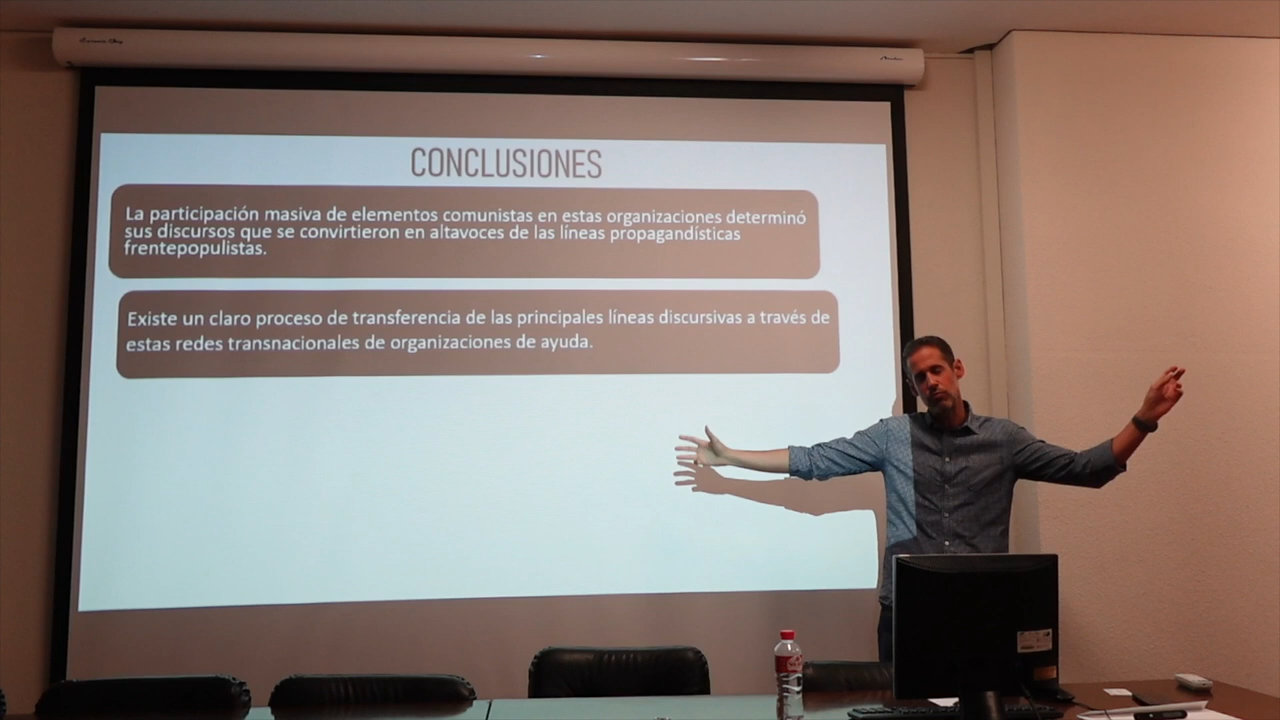 CONCLUSIONES
La participación masiva de elementos comunistas en estas organizaciones determinó
sus discursos que se convirtieron en altavoces de las líneas propagandísticas
frentepopulistas.
Existe un claro proceso de transferencia de las principales líneas discursivas a través de
estas redes transnacionales de organizaciones de ayuda.